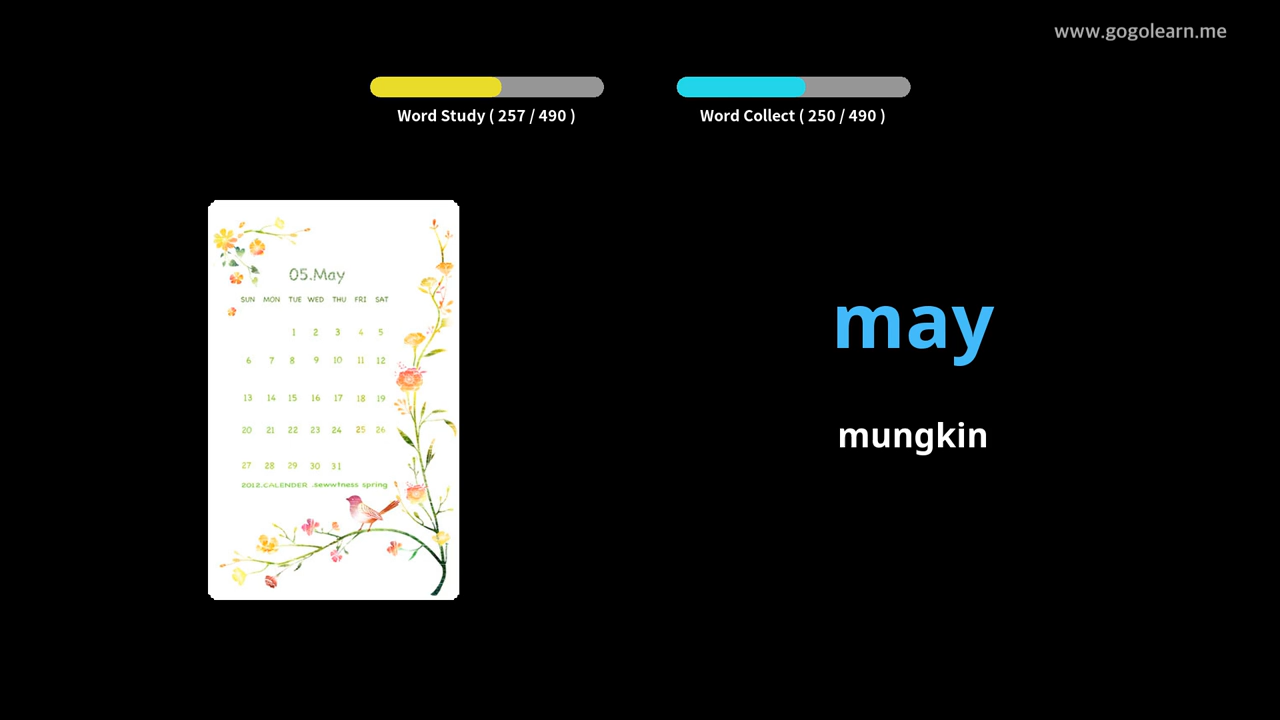 www.gogolearn.me
Word Study ( 257 / 490 )
Word Collect ( 250 / 490 )
05.May
SUN MON TUE WED THU FRI SAT
1 2 3 4 5
6 7 8 9 10 11 12
13 14 15 16 17 18 19
20 21 22 23 24 25 26
27 28 29 30 31
2012.CALENDER .sewwtness spring
may
mungkin